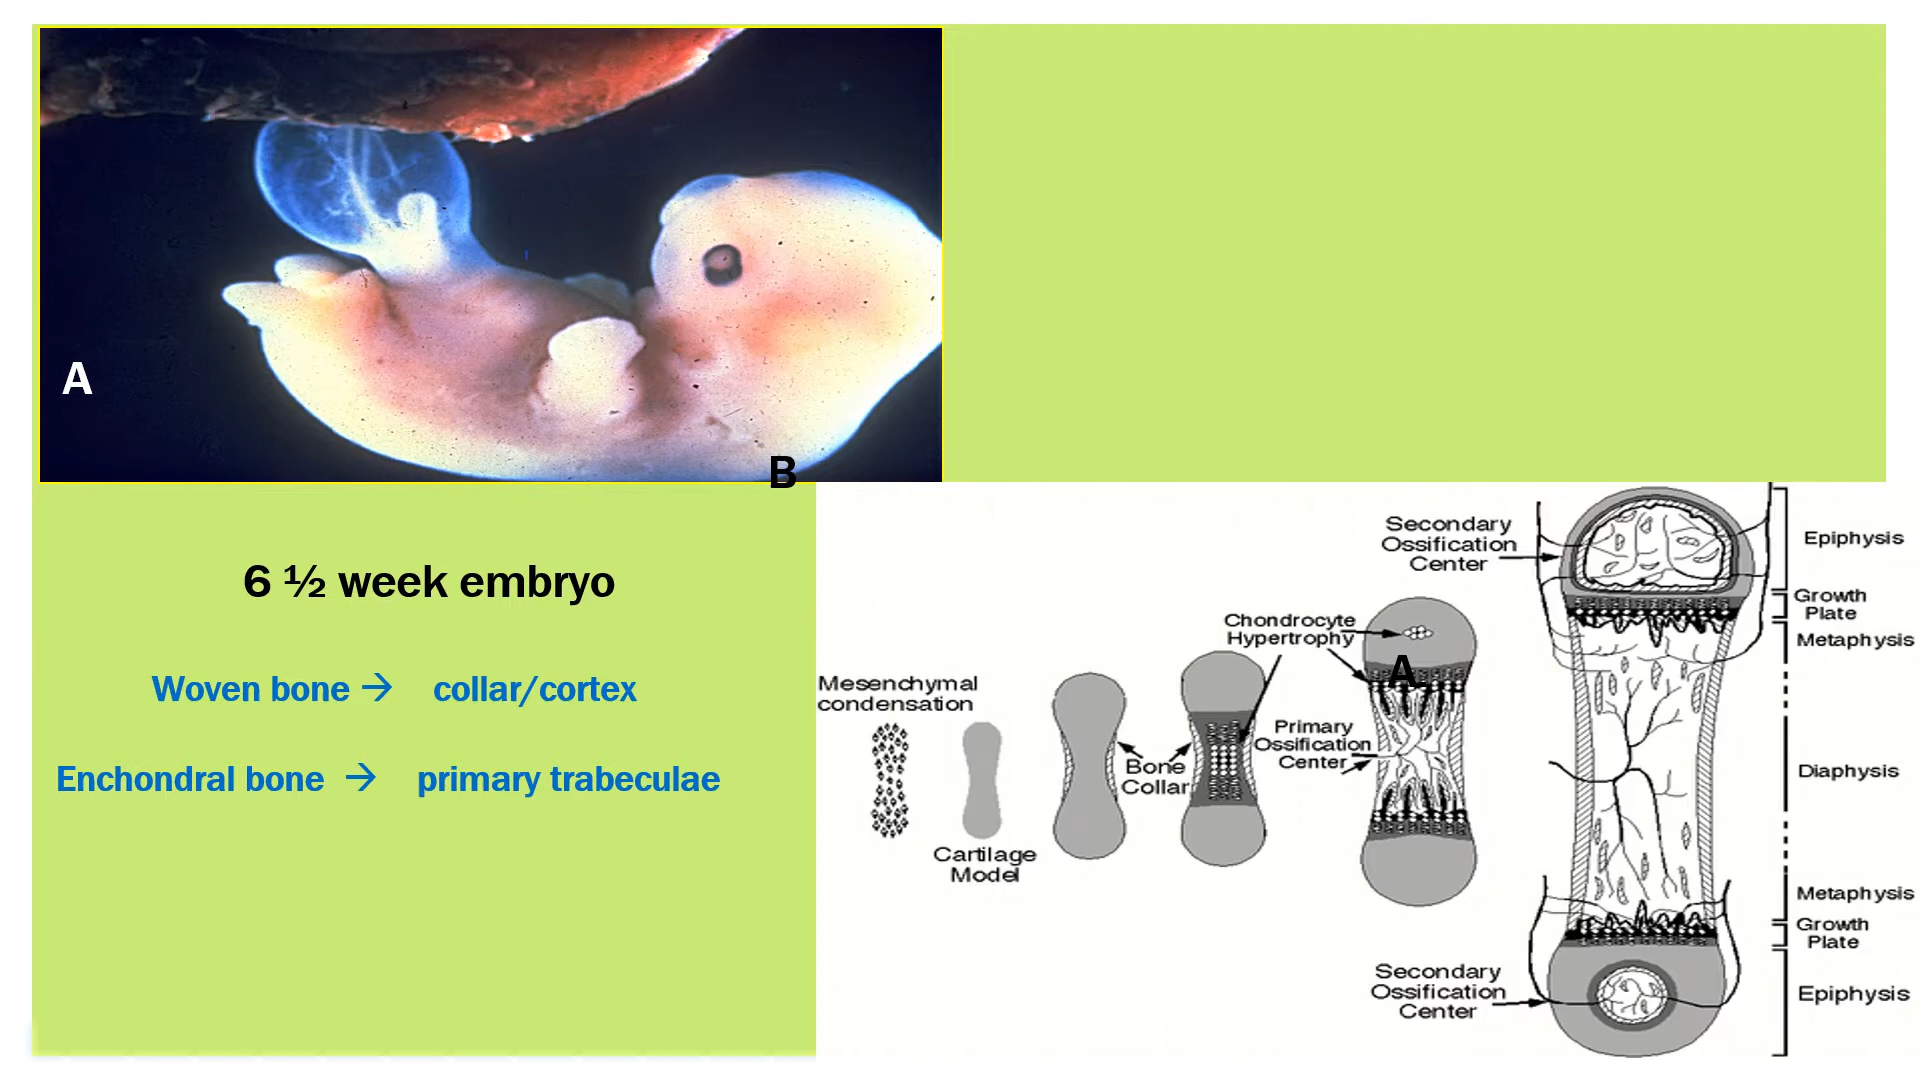 A
B
6 ½ week embryo
Woven bone → collar/cortex
Enchondral bone → primary trabeculae
Mesenchymal
condensation
Cartilage
Model
Bone
Collar
Chondrocyte
Hypertrophy
Primary
Ossification
Center
A
Secondary
Ossification
Center
Secondary
Ossification
Center
Epiphysis
Growth
Plate
Metaphysis
Diaphysis
Metaphysis
Growth
Plate
Epiphysis